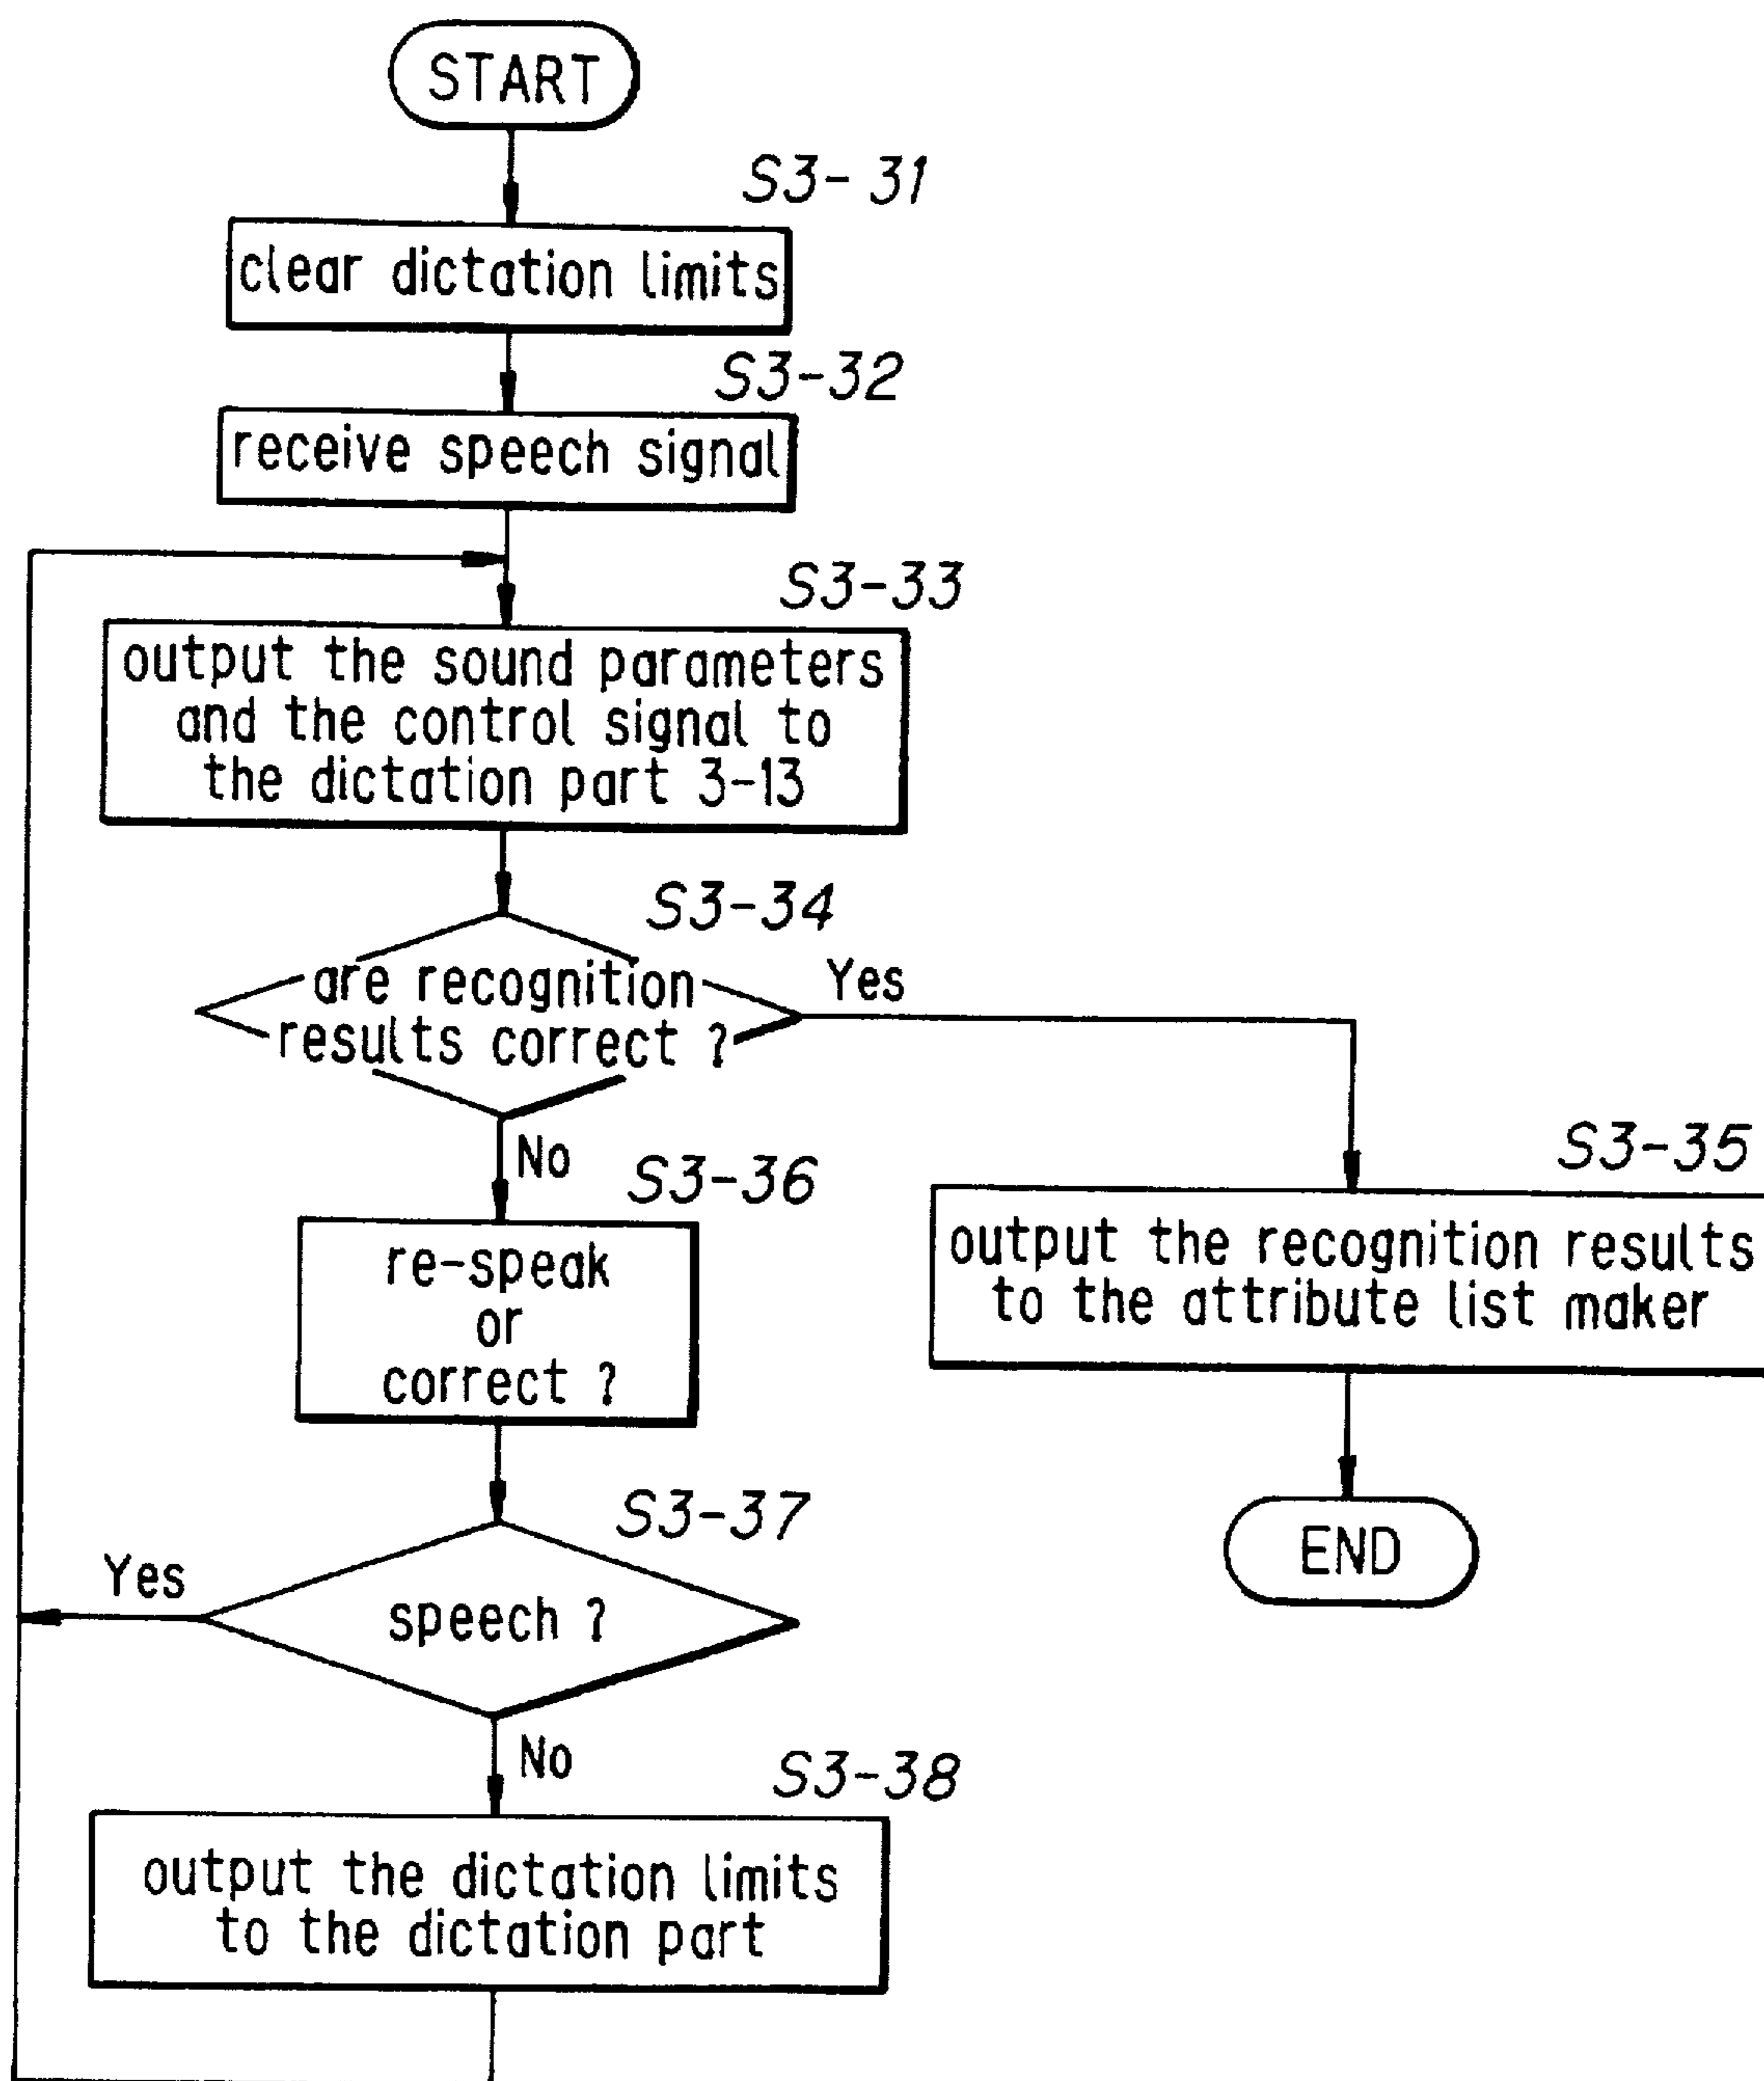 START
S3-31
clear dictation limits
S3-32
receive speech signal
S3-33
output the sound parameters
and the control signal to
the dictation part 3-13
S3-34
are recognition
results correct ?
Yes
No
S3-35
output the recognition results
to the attribute list maker
END
S3-36
re-speak
or
correct ?
S3-37
speech ?
Yes
No
S3-38
output the dictation limits
to the dictation part